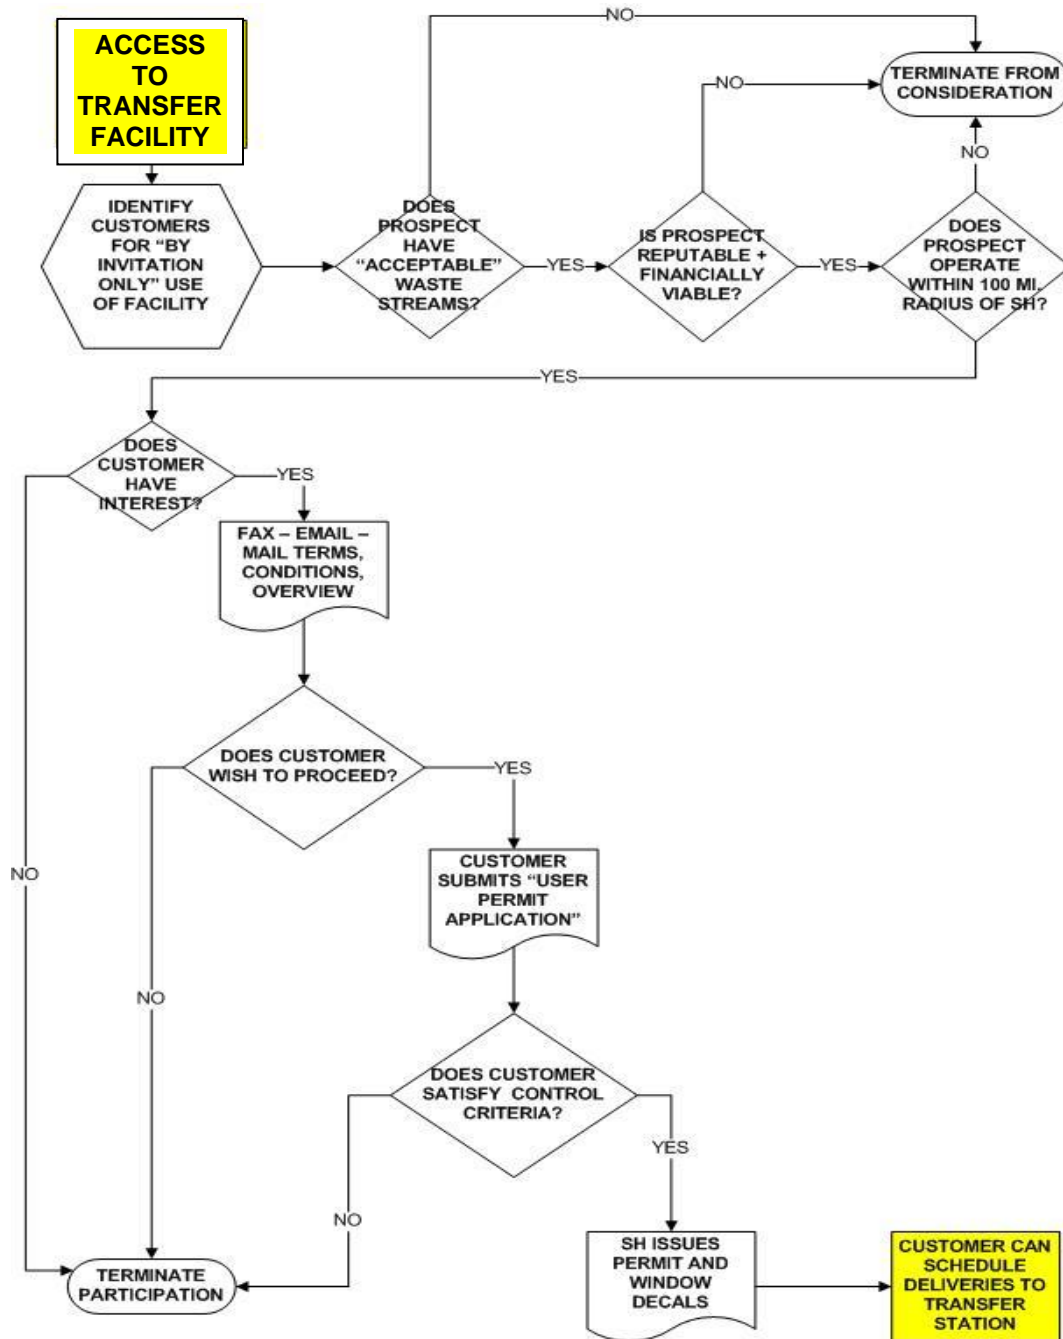 ACCESS
TO
TRANSFER
FACILITY
NO
TERMINATE FROM
CONSIDERATION
NO
NO
IDENTIFY
CUSTOMERS
FOR “BY
INVITATION
ONLY” USE
OF FACILITY
DOES
PROSPECT
HAVE
“ACCEPTABLE”
WASTE
STREAMS?
YES
IS PROSPECT
REPUTABLE +
FINANCIALLY
VIABLE?
YES
DOES
PROSPECT
OPERATE
WITHIN 100 MI.
RADIUS OF SH?
YES
DOES
CUSTOMER
HAVE
INTEREST?
YES
FAX – EMAIL –
MAIL TERMS,
CONDITIONS,
OVERVIEW
DOES CUSTOMER
WISH TO PROCEED?
YES
NO
CUSTOMER
SUBMITS “USER
PERMIT
APPLICATION”
NO
DOES CUSTOMER
SATISFY CONTROL
CRITERIA?
YES
NO
TERMINATE
PARTICIPATION
SH ISSUES
PERMIT AND
WINDOW
DECALS
CUSTOMER CAN
SCHEDULE
DELIVERIES TO
TRANSFER
STATION